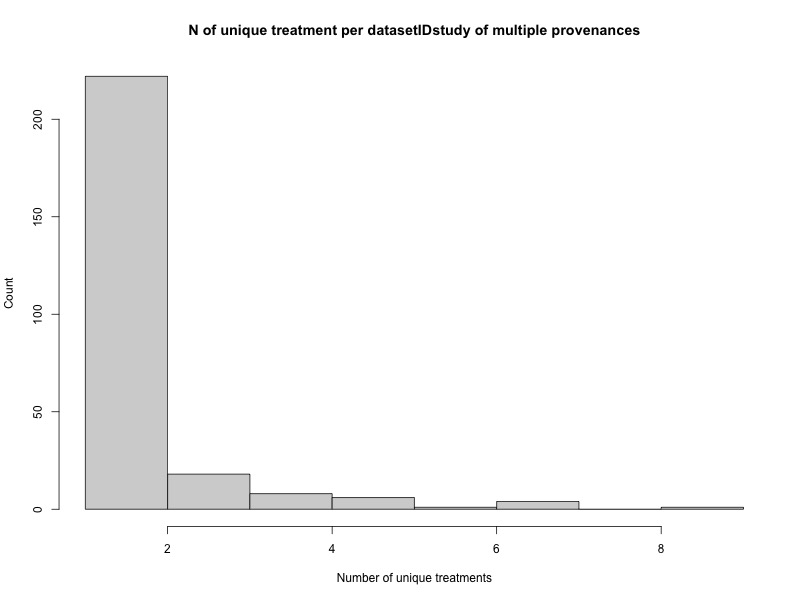 N of unique treatment per datasetIDstudy of multiple provenances
Count
200
150
100
50
0
2 4 6 8
Number of unique treatments